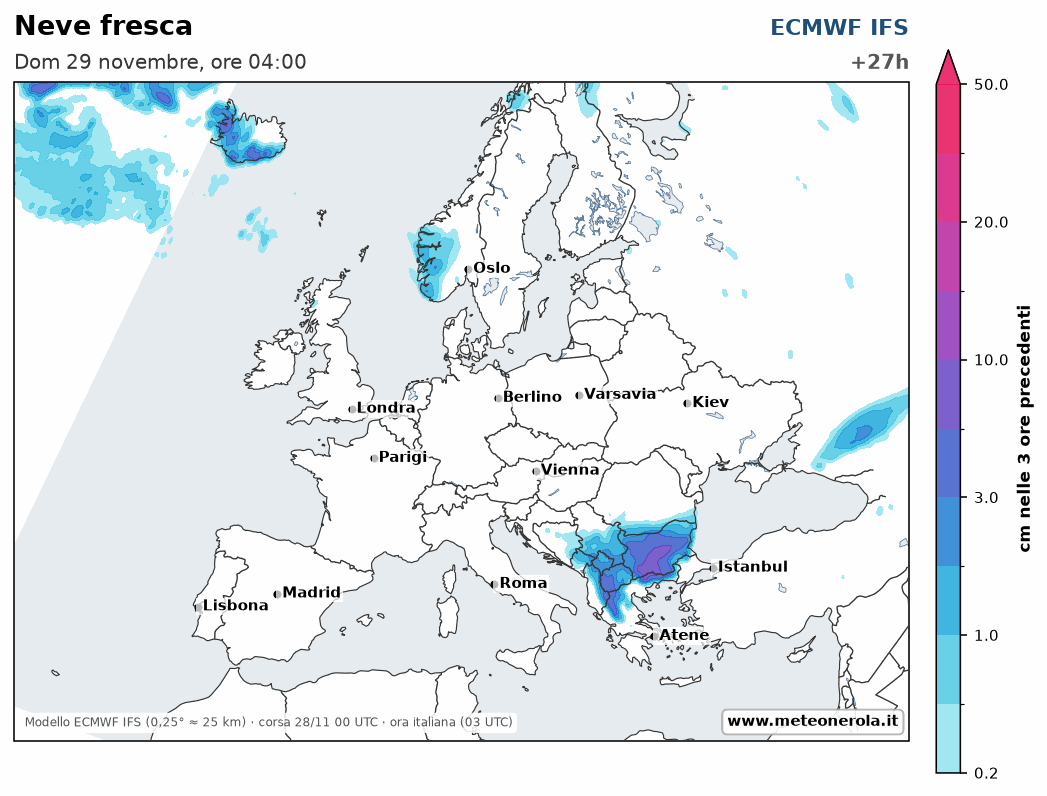 Neve fresca
ECMWF IFS
Dom 29 novembre, ore 04:00
+27h
50.0
20.0
10.0
3.0
1.0
0.2
cm nelle 3 ore precedenti
Oslo
Berlino
Varsavia
Kiev
Londra
Parigi
Vienna
Istanbul
Roma
Madrid
Lisbona
Atene
Modello ECMWF IFS (0,25° ≈ 25 km) · corsa 28/11 00 UTC · ora italiana (03 UTC)
www.meteonerola.it